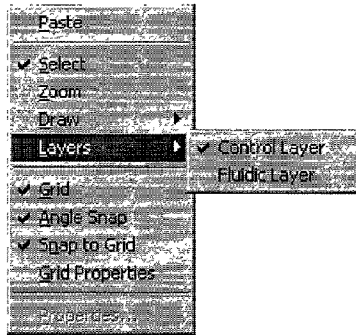 Paste
Select
Zoom
Draw
Layers
Control Layer
Fluidic Layer
Grid
Angle Snap
Snap to Grid
Grid Properties
Properties...